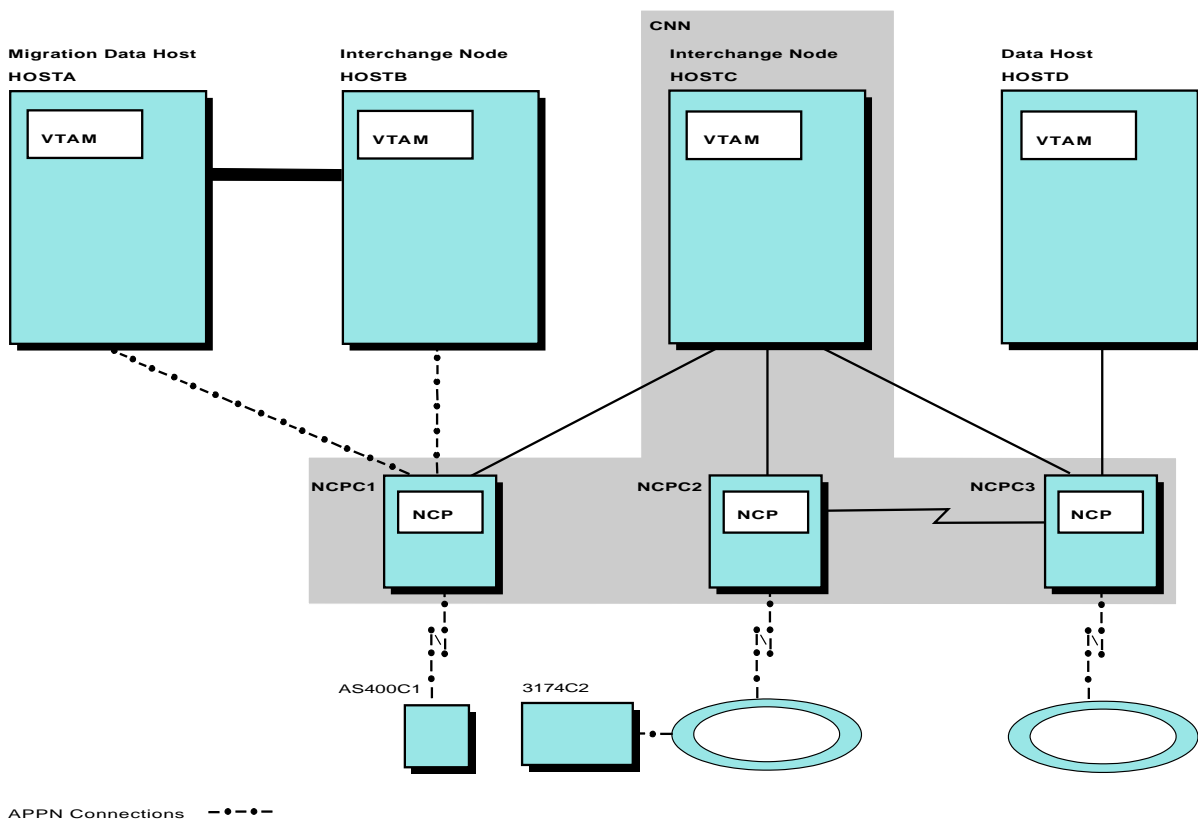 CNN
Migration Data Host
HOSTA
Interchange Node
HOSTB
Interchange Node
HOSTC
Data Host
HOSTD
VTAM
VTAM
VTAM
VTAM
NCPC1
NCPC2
NCPC3
NCP
NCP
NCP
AS400C1
3174C2
APPN Connections